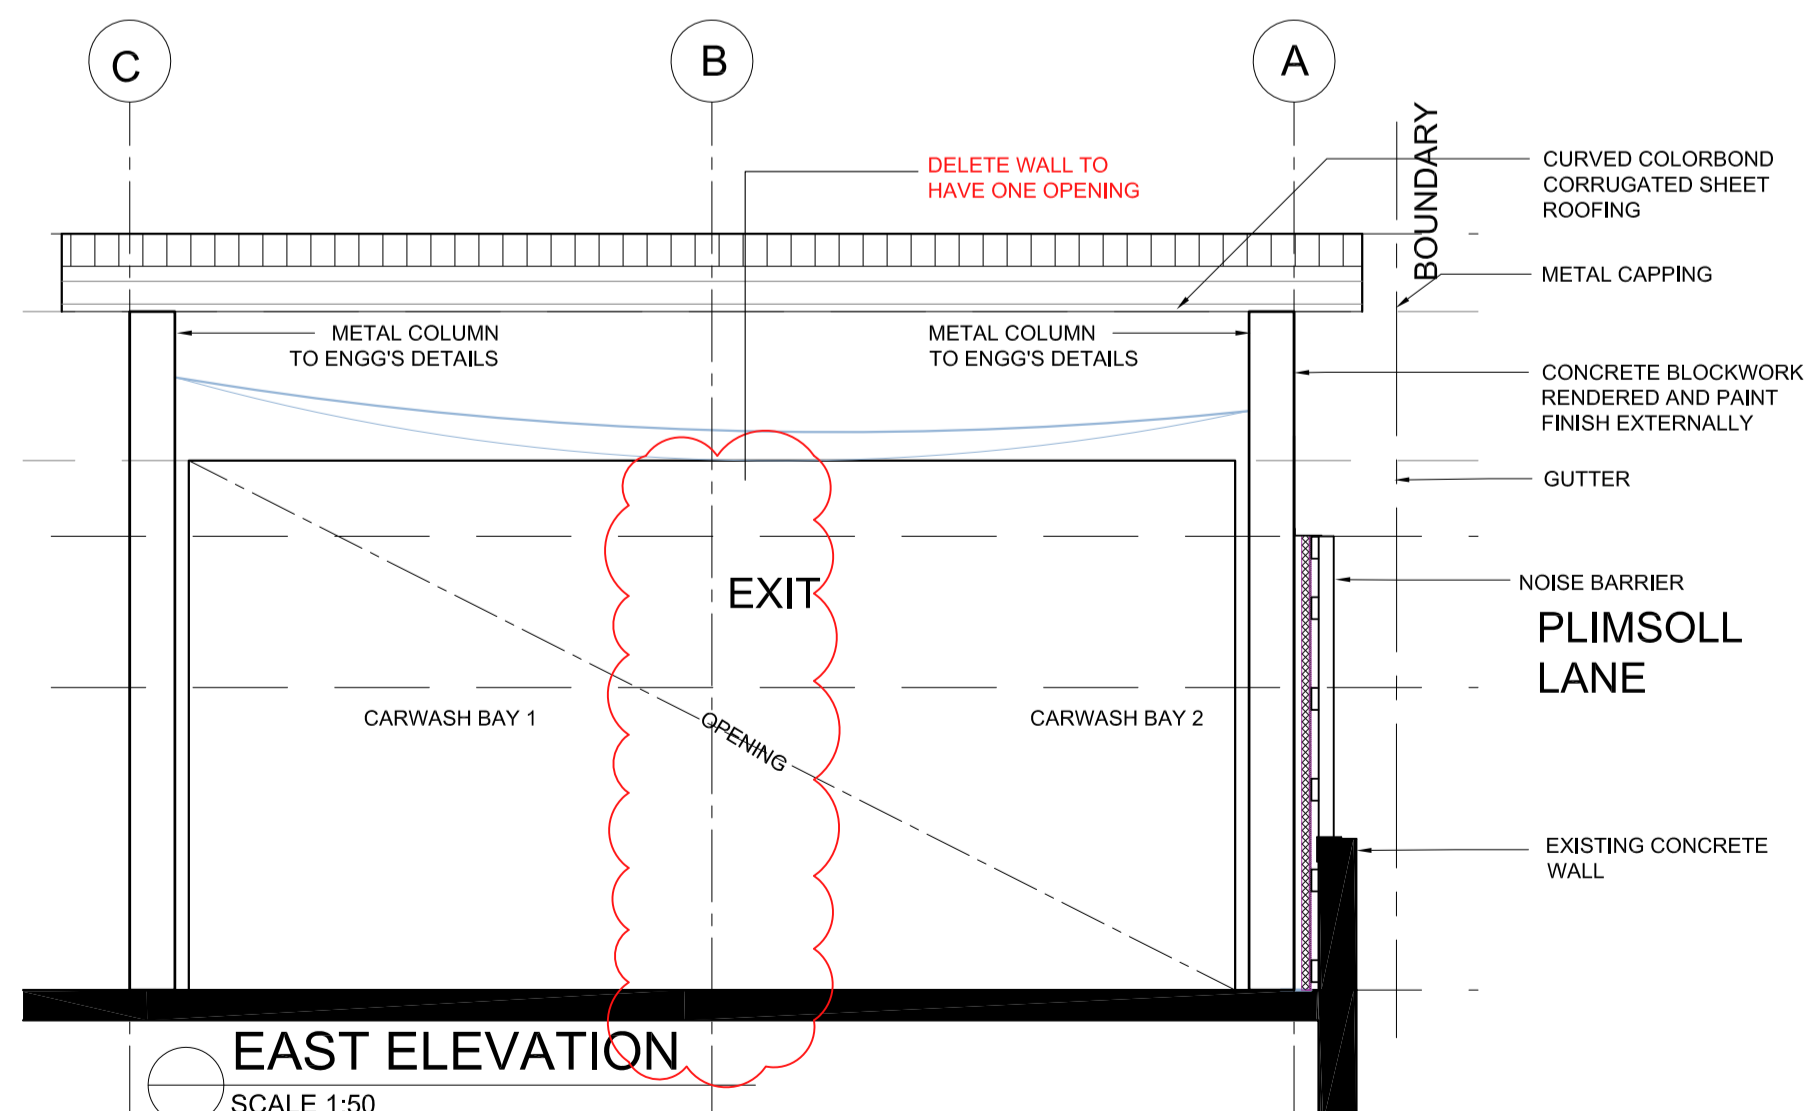 C
B
A
BOUNDARY
DELETE WALL TO
HAVE ONE OPENING
CURVED COLORBOND
CORRUGATED SHEET
ROOFING
METAL CAPPING
METAL COLUMN
TO ENGG'S DETAILS
METAL COLUMN
TO ENGG'S DETAILS
CONCRETE BLOCKWORK
RENDERED AND PAINT
FINISH EXTERNALLY
GUTTER
EXIT
NOISE BARRIER
PLIMSOLL
LANE
CARWASH BAY 1
OPENING
CARWASH BAY 2
EXISTING CONCRETE
WALL
EAST ELEVATION
SCALE 1:50